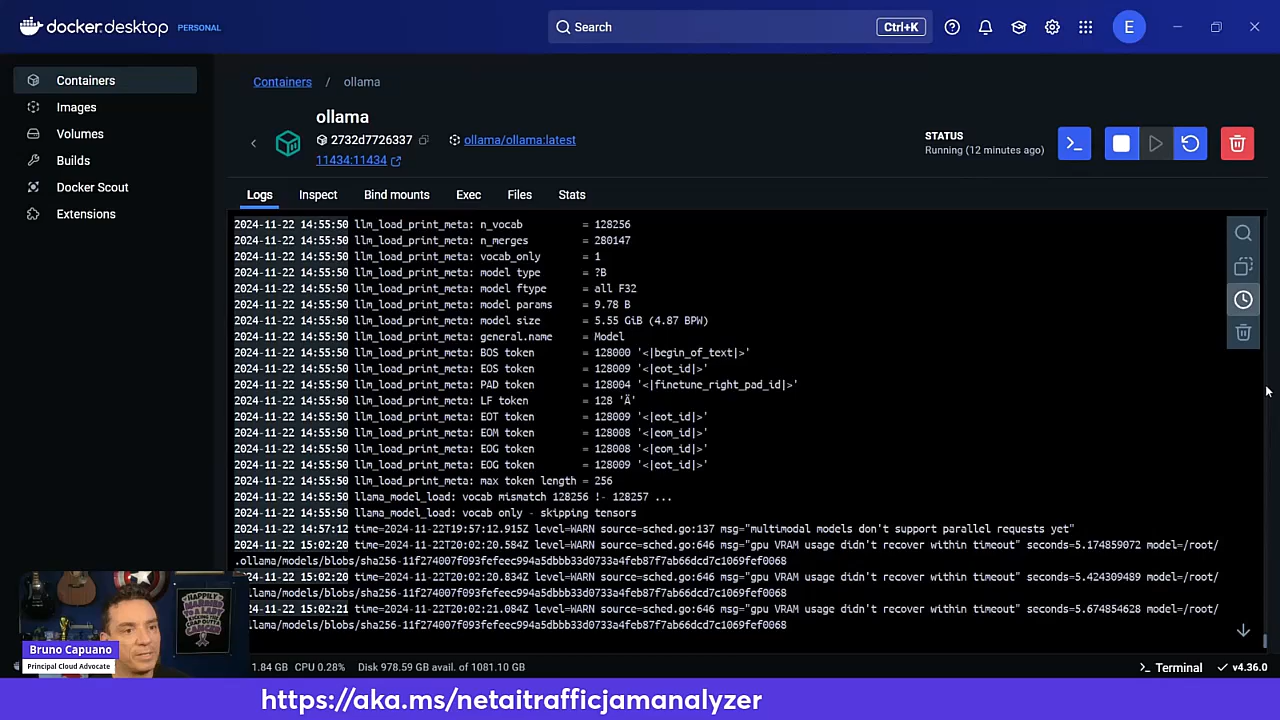 docker.desktop PERSONAL
Search
Ctrl+K
E
Containers
Images
Volumes
Builds
Docker Scout
Extensions
Containers / ollama
ollama
2732d7726337
ollama/ollama:latest
11434:11434
STATUS
Running (12 minutes ago)
Logs Inspect Bind mounts Exec Files Stats
2024-11-22 14:55:50 llm_load_print_meta: n_vocab = 128256
2024-11-22 14:55:50 llm_load_print_meta: n_merges = 280147
2024-11-22 14:55:50 llm_load_print_meta: vocab_only = 1
2024-11-22 14:55:50 llm_load_print_meta: model type = ?B
2024-11-22 14:55:50 llm_load_print_meta: model ftype = all F32
2024-11-22 14:55:50 llm_load_print_meta: model params = 9.78 B
2024-11-22 14:55:50 llm_load_print_meta: model size = 5.55 GiB (4.87 BPW)
2024-11-22 14:55:50 llm_load_print_meta: general.name = Model
2024-11-22 14:55:50 llm_load_print_meta: BOS token = 128000 '<|begin_of_text|>'
2024-11-22 14:55:50 llm_load_print_meta: EOS token = 128009 '<|eot_id|>'
2024-11-22 14:55:50 llm_load_print_meta: PAD token = 128004 '<|finetune_right_pad_id|>'
2024-11-22 14:55:50 llm_load_print_meta: LF token = 128 'Ä'
2024-11-22 14:55:50 llm_load_print_meta: EOT token = 128009 '<|eot_id|>'
2024-11-22 14:55:50 llm_load_print_meta: EOM token = 128008 '<|eom_id|>'
2024-11-22 14:55:50 llm_load_print_meta: EOG token = 128008 '<|eom_id|>'
2024-11-22 14:55:50 llm_load_print_meta: EOG token = 128009 '<|eot_id|>'
2024-11-22 14:55:50 llm_load_print_meta: max token length = 256
2024-11-22 14:55:50 llama_model_load: vocab mismatch 128256 !- 128257 ...
2024-11-22 14:55:50 llama_model_load: vocab only - skipping tensors
2024-11-22 14:57:12 time=2024-11-22T19:57:12.915Z level=WARN source=sched.go:137 msg="multimodal models don't support parallel requests yet"
2024-11-22 15:02:20 time=2024-11-22T20:02:20.584Z level=WARN source=sched.go:646 msg="gpu VRAM usage didn't recover within timeout" seconds=5.174859072 model=/root/
.ollama/models/blobs/sha256-11f274007f093fefeec994a5dbbb33d0733a4feb87f7ab66dcd7c1069fef0068
2024-11-22 15:02:20 time=2024-11-22T20:02:20.834Z level=WARN source=sched.go:646 msg="gpu VRAM usage didn't recover within timeout" seconds=5.424309489 model=/root/
llama/models/blobs/sha256-11f274007f093fefeec994a5dbbb33d0733a4feb87f7ab66dcd7c1069fef0068
2024-11-22 15:02:21 time=2024-11-22T20:02:21.084Z level=WARN source=sched.go:646 msg="gpu VRAM usage didn't recover within timeout" seconds=5.674854628 model=/root/
llama/models/blobs/sha256-11f274007f093fefeec994a5dbbb33d0733a4feb87f7ab66dcd7c1069fef0068
Bruno Capuano
Principal Cloud Advocate
1.84 GB CPU 0.28% Disk 978.59 GB avail. of 1081.10 GB
Terminal
v4.36.0
https://aka.ms/netaitrafficjamanalyzer